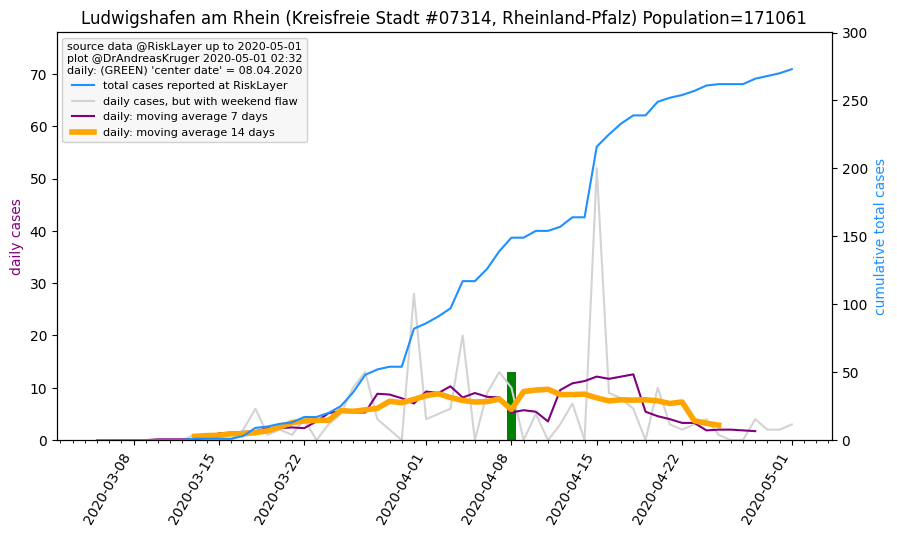 Ludwigshafen am Rhein (Kreisfreie Stadt #07314, Rheinland-Pfalz) Population=171061
source data @RiskLayer up to 2020-05-01
plot @DrAndreasKruger 2020-05-01 02:32
daily: (GREEN) 'center date' = 08.04.2020
total cases reported at RiskLayer
daily cases, but with weekend flaw
daily: moving average 7 days
daily: moving average 14 days
daily cases
70
60
50
40
30
20
10
0
300
250
200
150
100
50
0
cumulative total cases
2020-03-08
2020-03-15
2020-03-22
2020-04-01
2020-04-08
2020-04-15
2020-04-22
2020-05-01